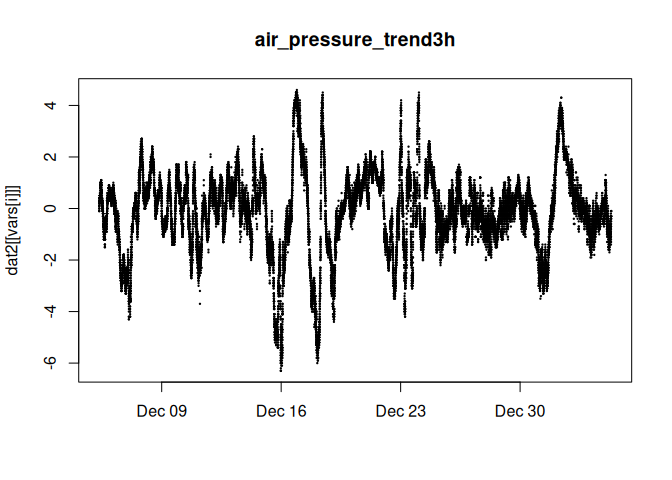 air_pressure_trend3h
dat2[[vars[i]]]
4
2
0
-2
-4
-6
Dec 09 Dec 16 Dec 23 Dec 30